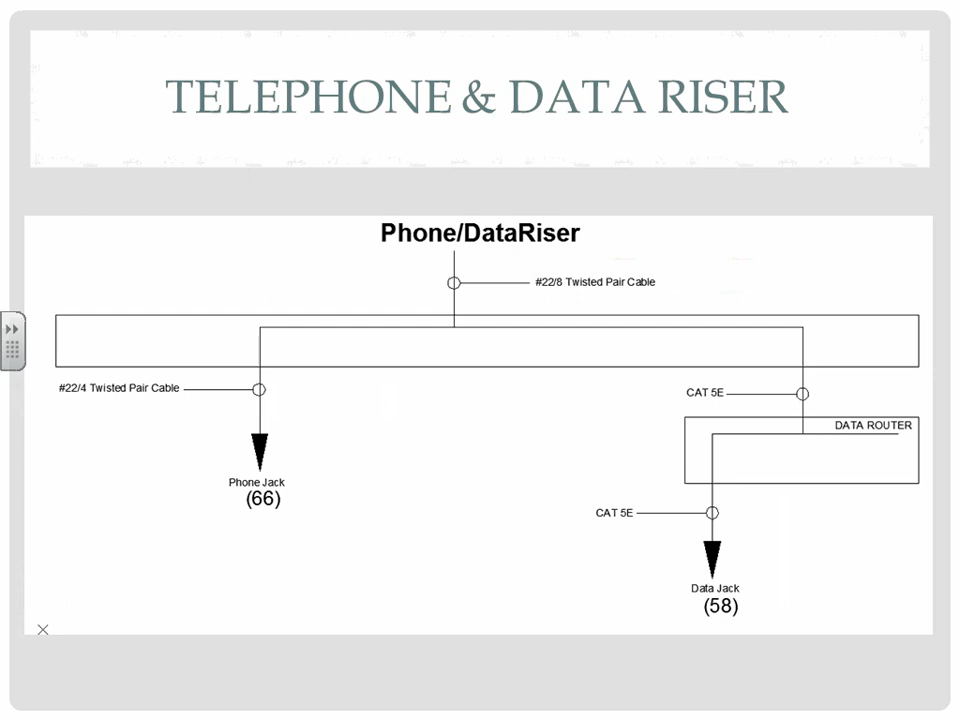 TELEPHONE & DATA RISER
Phone/DataRiser
#22/8 Twisted Pair Cable
#22/4 Twisted Pair Cable
CAT 5E
DATA ROUTER
Phone Jack
(66)
CAT 5E
Data Jack
(58)